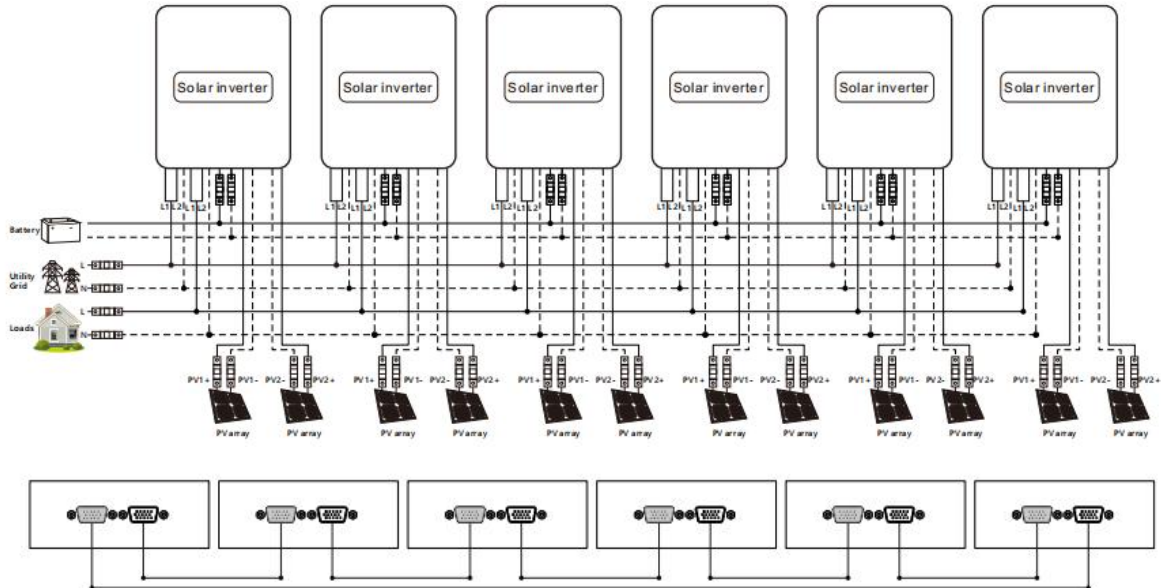 Solar inverter
Solar inverter
Solar inverter
Solar inverter
Solar inverter
Solar inverter
L1 L2 L1 L2
L1 L2 L1 L2
L1 L2 L1 L2
L1 L2 L1 L2
L1 L2 L1 L2
L1 L2 L1 L2
Battery
L
Utility
Grid
N
L
Loads
N
PV1+ PV1- PV2- PV2+
PV1+ PV1- PV2- PV2+
PV1+ PV1- PV2- PV2+
PV1+ PV1- PV2- PV2+
PV1+ PV1- PV2- PV2+
PV1+ PV1- PV2- PV2+
PV array
PV array
PV array
PV array
PV array
PV array
PV array
PV array
PV array
PV array
PV array
PV array